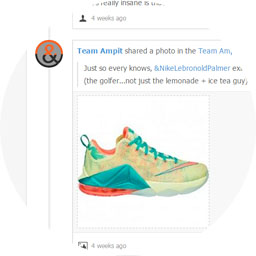 really insane is th
4 weeks ago
Team Ampit shared a photo in the Team Am,
Just so every knows, &NikeLebronoldPalmer ex
(the golfer...not just the lemonade + ice tea guy
4 weeks ago